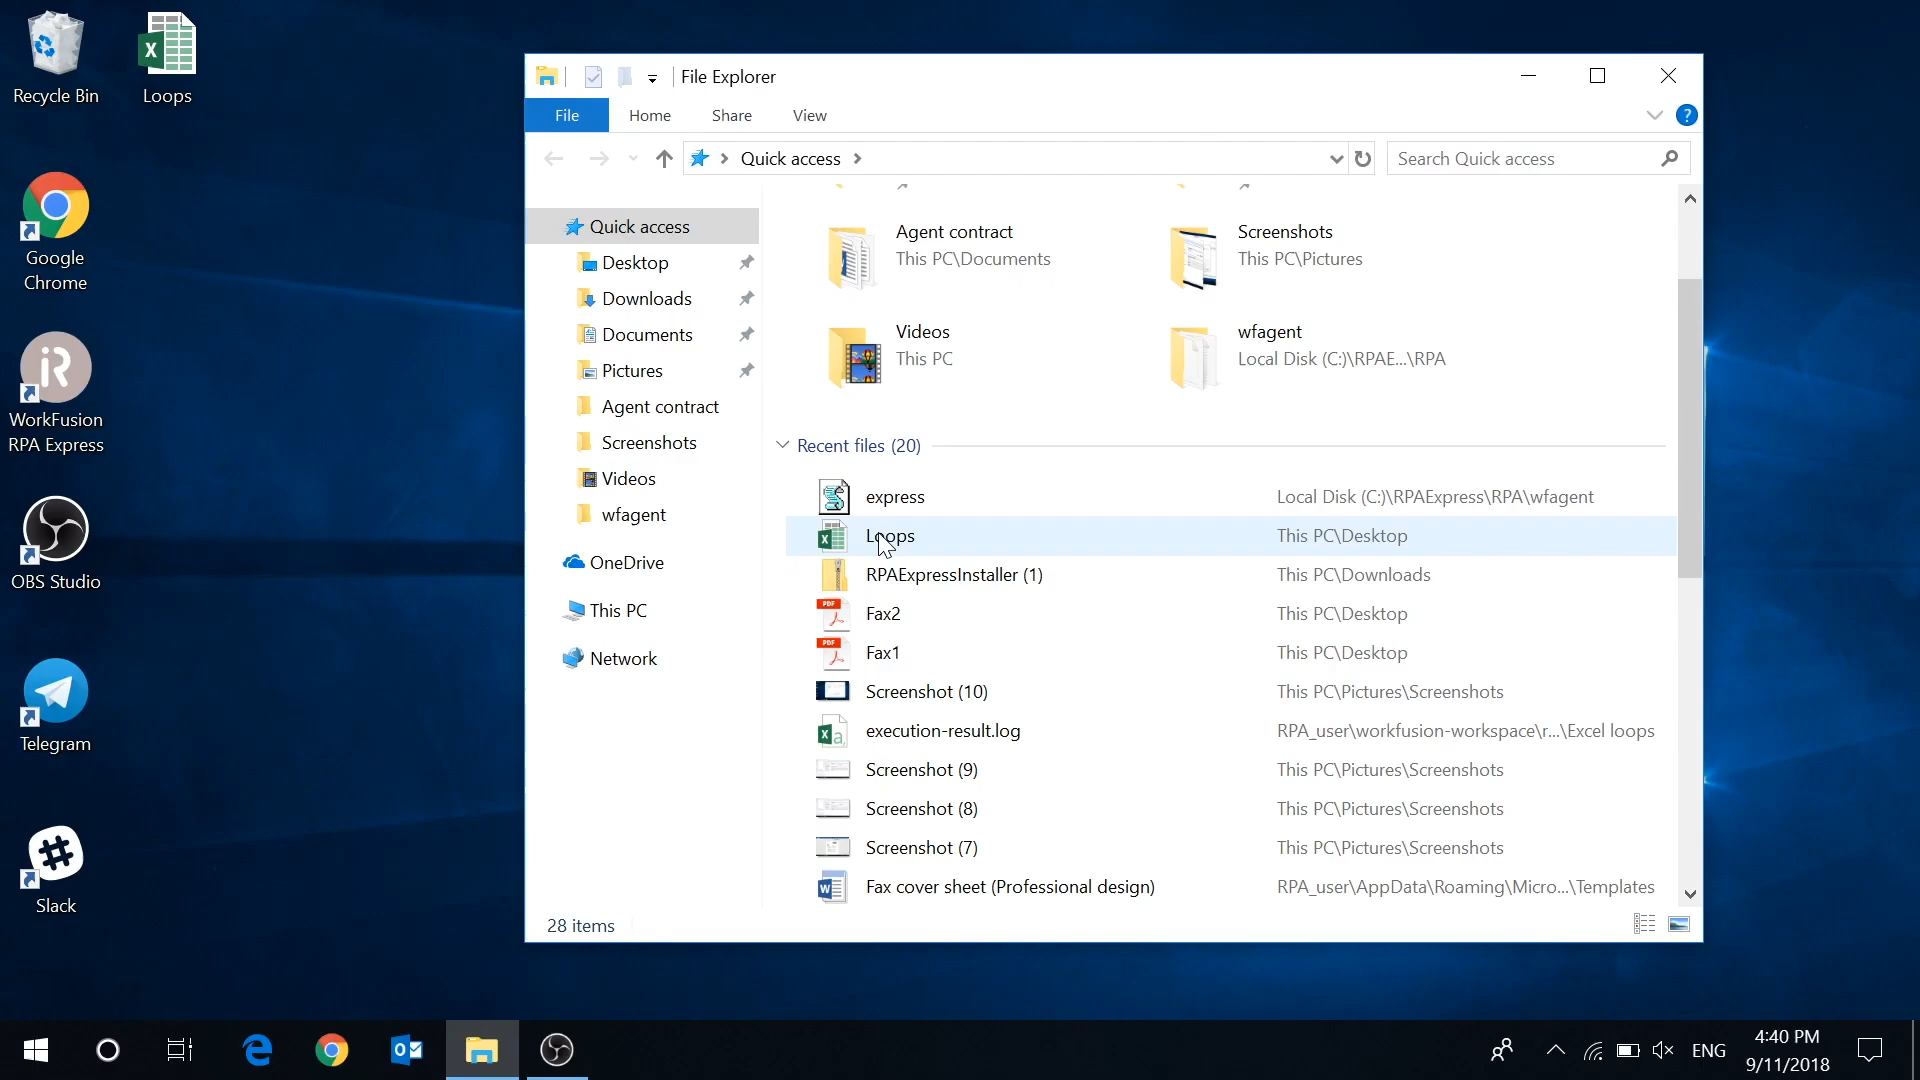 Recycle Bin
Loops
Google
Chrome
WorkFusion
RPA Express
OBS Studio
Telegram
Slack
File Explorer
File
Home
Share
View
?
Quick access
Search Quick access
Quick access
Desktop
Downloads
Documents
Pictures
Agent contract
Screenshots
Videos
wfagent
OneDrive
This PC
Network
Agent contract
This PC\Documents
Screenshots
This PC\Pictures
Videos
This PC
wfagent
Local Disk (C:)\RPAE...\RPA
Recent files (20)
express Local Disk (C:)\RPAExpress\RPA\wfagent
Loops This PC\Desktop
RPAExpressInstaller (1) This PC\Downloads
Fax2 This PC\Desktop
Fax1 This PC\Desktop
Screenshot (10) This PC\Pictures\Screenshots
execution-result.log RPA_user\workfusion-workspace\r...\Excel loops
Screenshot (9) This PC\Pictures\Screenshots
Screenshot (8) This PC\Pictures\Screenshots
Screenshot (7) This PC\Pictures\Screenshots
Fax cover sheet (Professional design) RPA_user\AppData\Roaming\Micro...\Templates
28 items
ENG
4:40 PM
9/11/2018